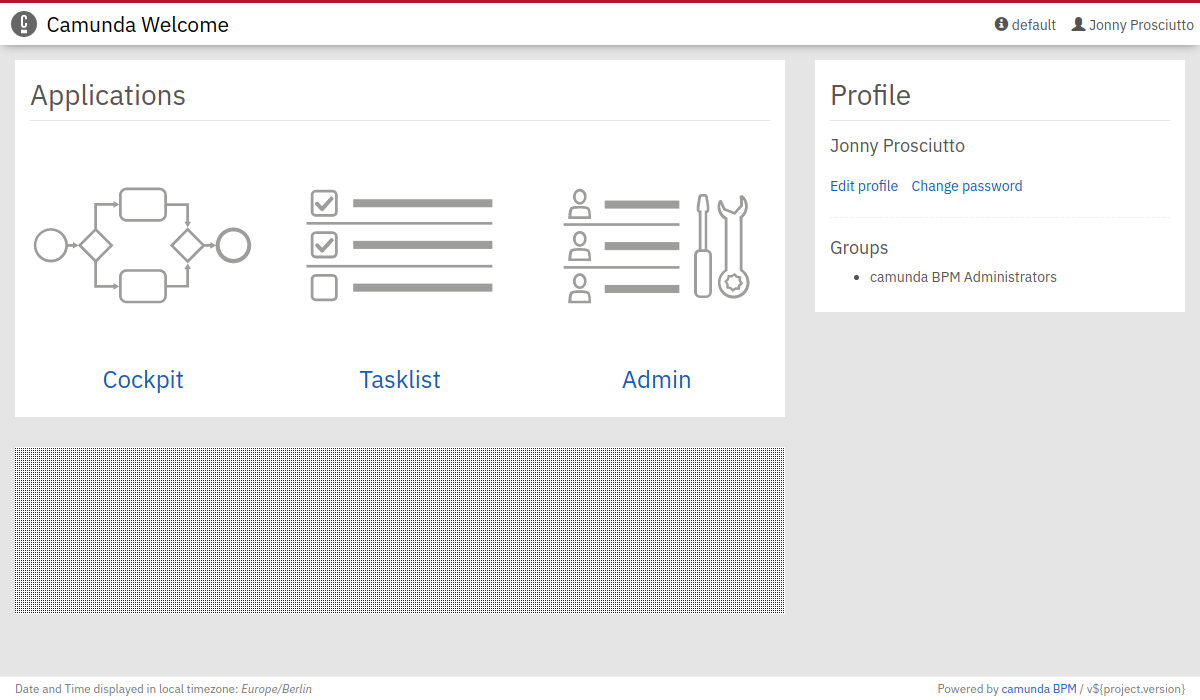 Camunda Welcome
default Jonny Prosciutto
Applications
Cockpit
Tasklist
Admin
Profile
Jonny Prosciutto
Edit profile Change password
Groups
camunda BPM Administrators
Date and Time displayed in local timezone: Europe/Berlin
Powered by camunda BPM / v${project.version}